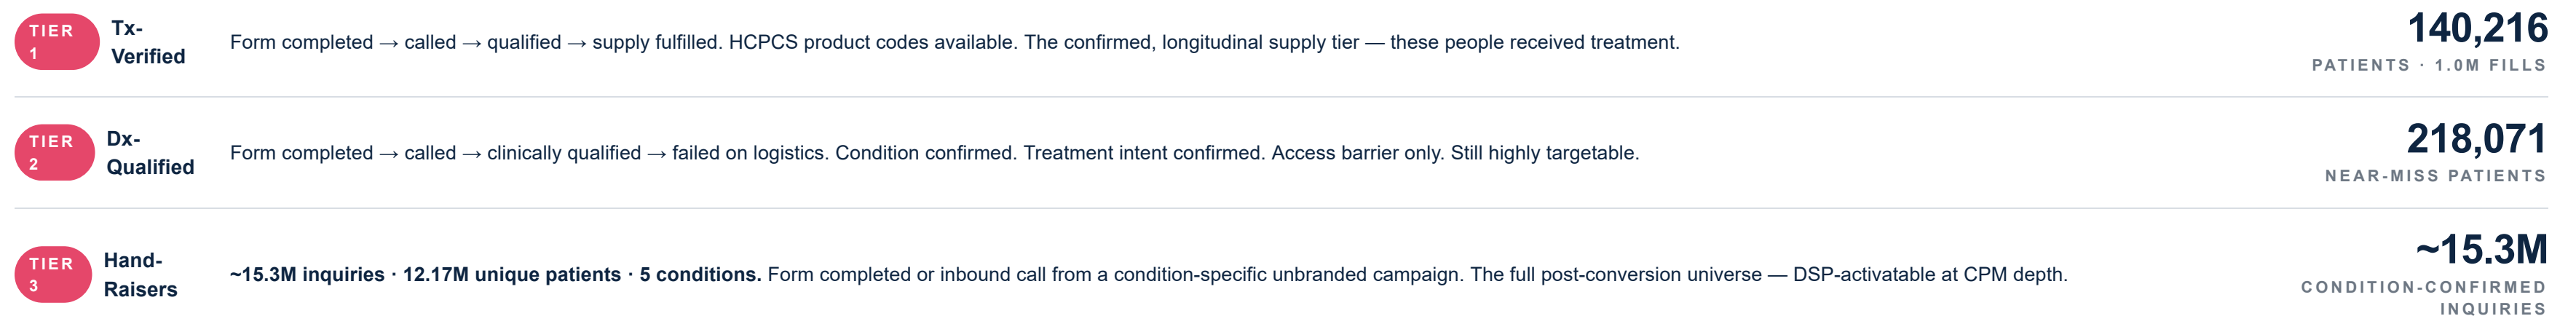 TIER 1
Tx-Verified
Form completed → called → qualified → supply fulfilled. HCPCS product codes available. The confirmed, longitudinal supply tier — these people received treatment.
140,216
PATIENTS · 1.0M FILLS
TIER 2
Dx-Qualified
Form completed → called → clinically qualified → failed on logistics. Condition confirmed. Treatment intent confirmed. Access barrier only. Still highly targetable.
218,071
NEAR-MISS PATIENTS
TIER 3
Hand-Raisers
~15.3M inquiries · 12.17M unique patients · 5 conditions. Form completed or inbound call from a condition-specific unbranded campaign. The full post-conversion universe — DSP-activatable at CPM depth.
~15.3M
CONDITION-CONFIRMED
INQUIRIES